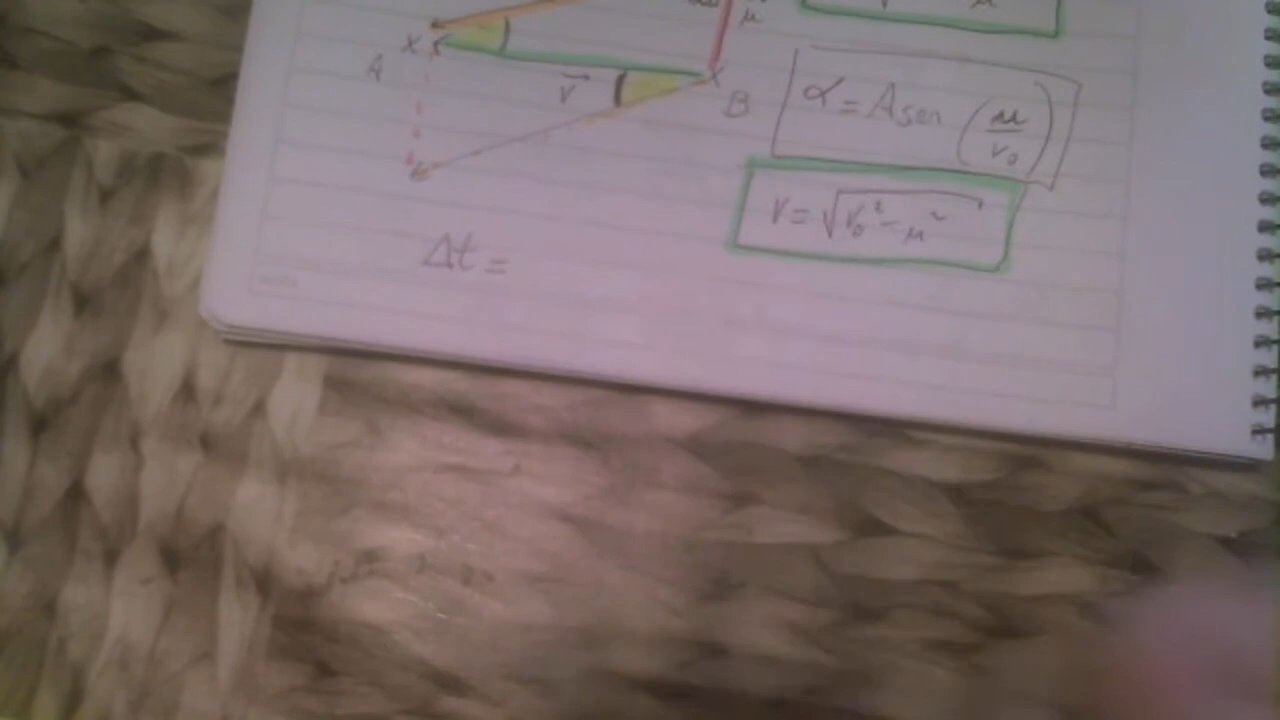 μ
μ
X
A
v
X
B
α = Asen (μ/v₀)
v = √v₀² - μ²
Δt =